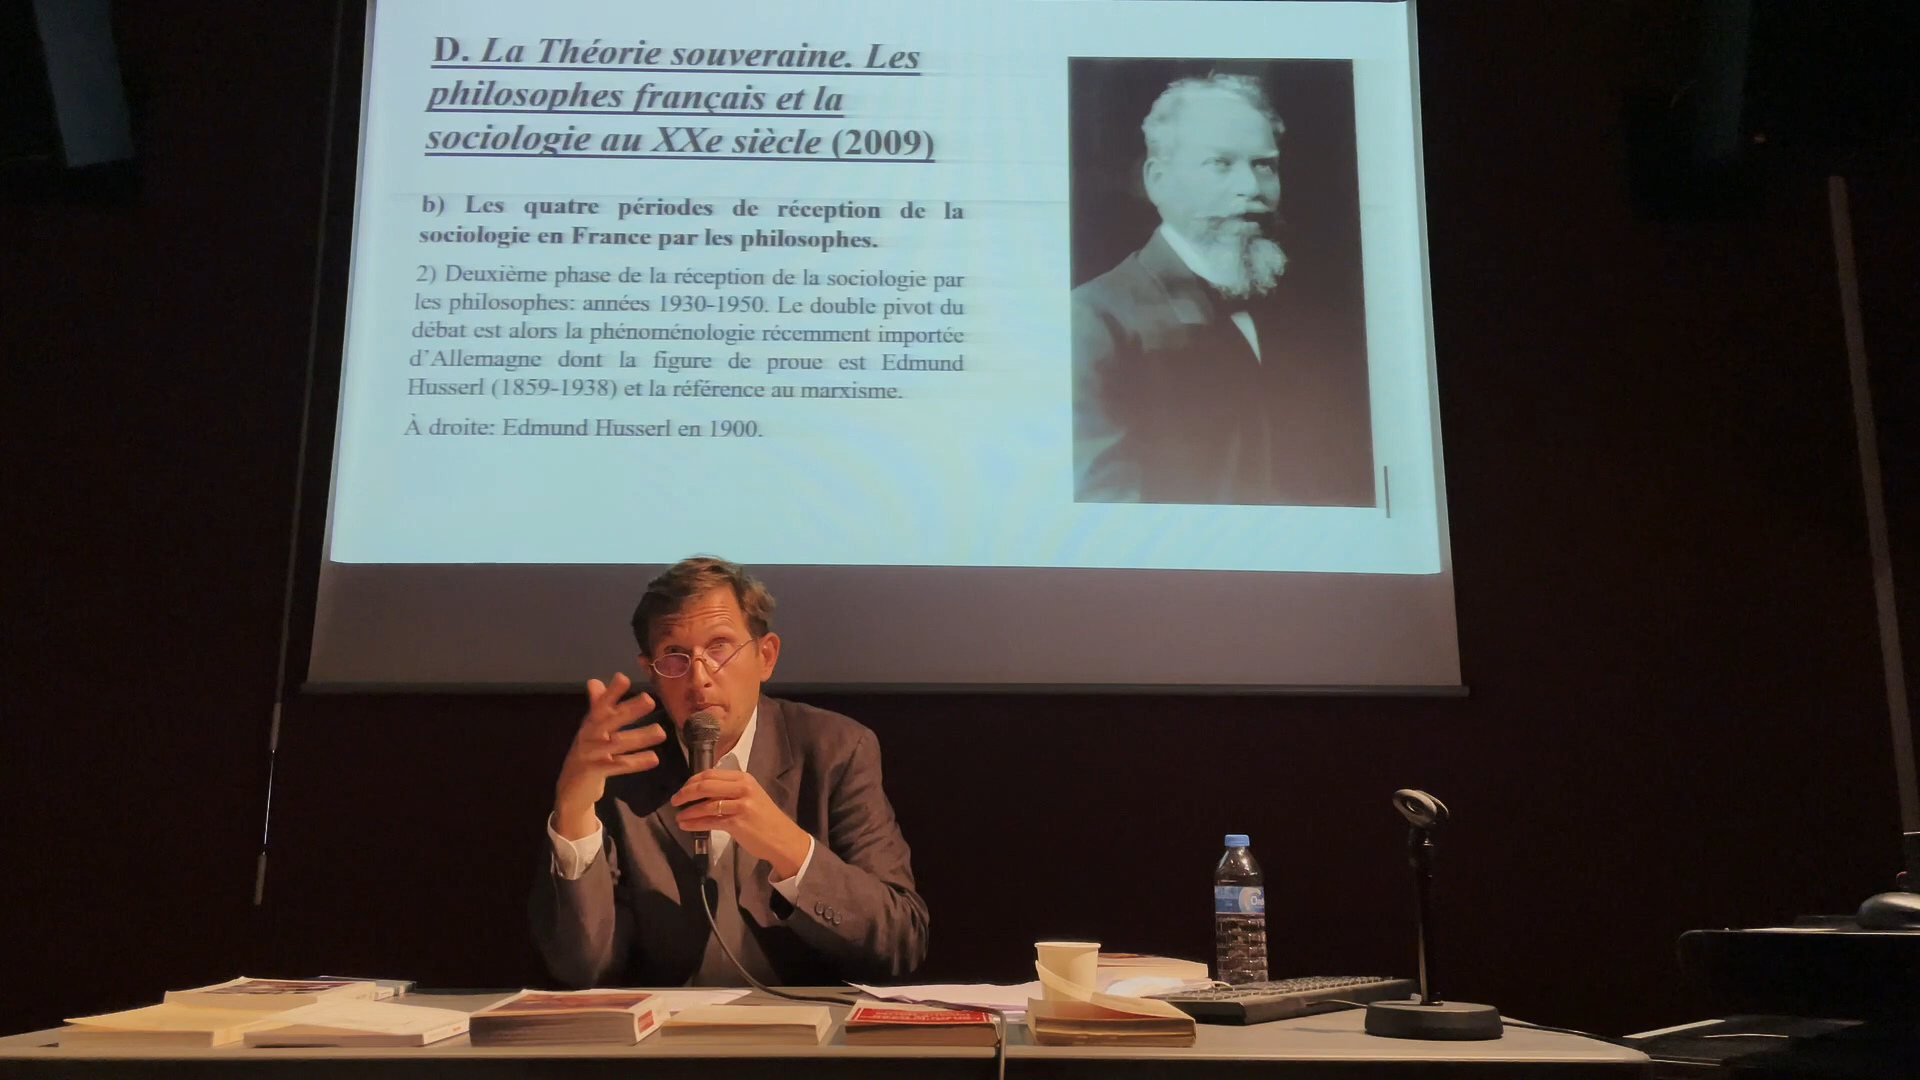 D. La Théorie souveraine. Les
philosophes français et la
sociologie au XXe siècle (2009)
b) Les quatre périodes de réception de la
sociologie en France par les philosophes.
2) Deuxième phase de la réception de la sociologie par
les philosophes: années 1930-1950. Le double pivot du
débat est alors la phénoménologie récemment importée
d'Allemagne dont la figure de proue est Edmund
Husserl (1859-1938) et la référence au marxisme.
À droite: Edmund Husserl en 1900.